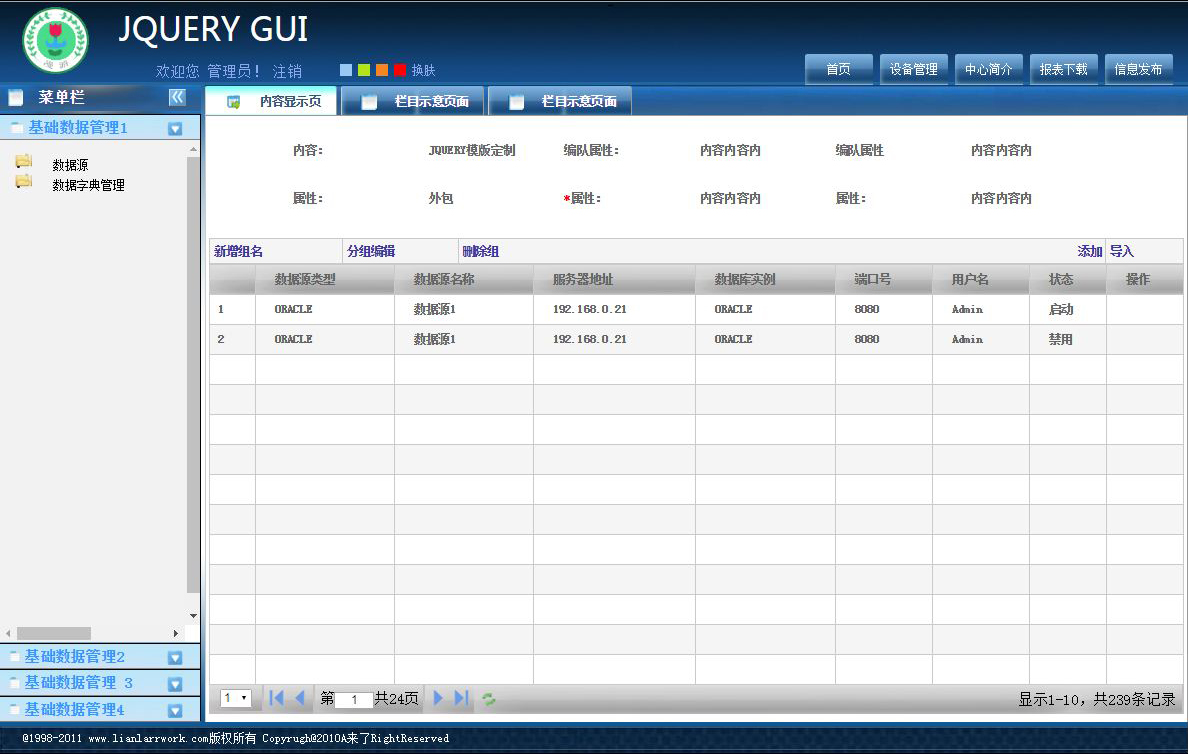 JQUERY GUI
欢迎您 管理员! 注销 换肤
首页 设备管理 中心简介 报表下载 信息发布
菜单栏 内容显示页 栏目示意页面 栏目示意页面
基础数据管理1
数据源
数据字典管理
内容: JQUERY模版定制 编队属性: 内容内容内 编队属性 内容内容内
属性: 外包 *属性: 内容内容内 属性: 内容内容内
新增组名 分组编辑 删除组 添加 导入
数据源类型 数据源名称 服务器地址 数据库实例 端口号 用户名 状态 操作
1 ORACLE 数据源1 192.168.0.21 ORACLE 8080 Admin 启动
2 ORACLE 数据源1 192.168.0.21 ORACLE 8080 Admin 禁用
基础数据管理2
基础数据管理 3
基础数据管理4
1 第 1 共24页 显示1-10，共239条记录
@1998-2011 www.lianlarrwork.com版权所有 Copyrugh@2010A来了RightReserved